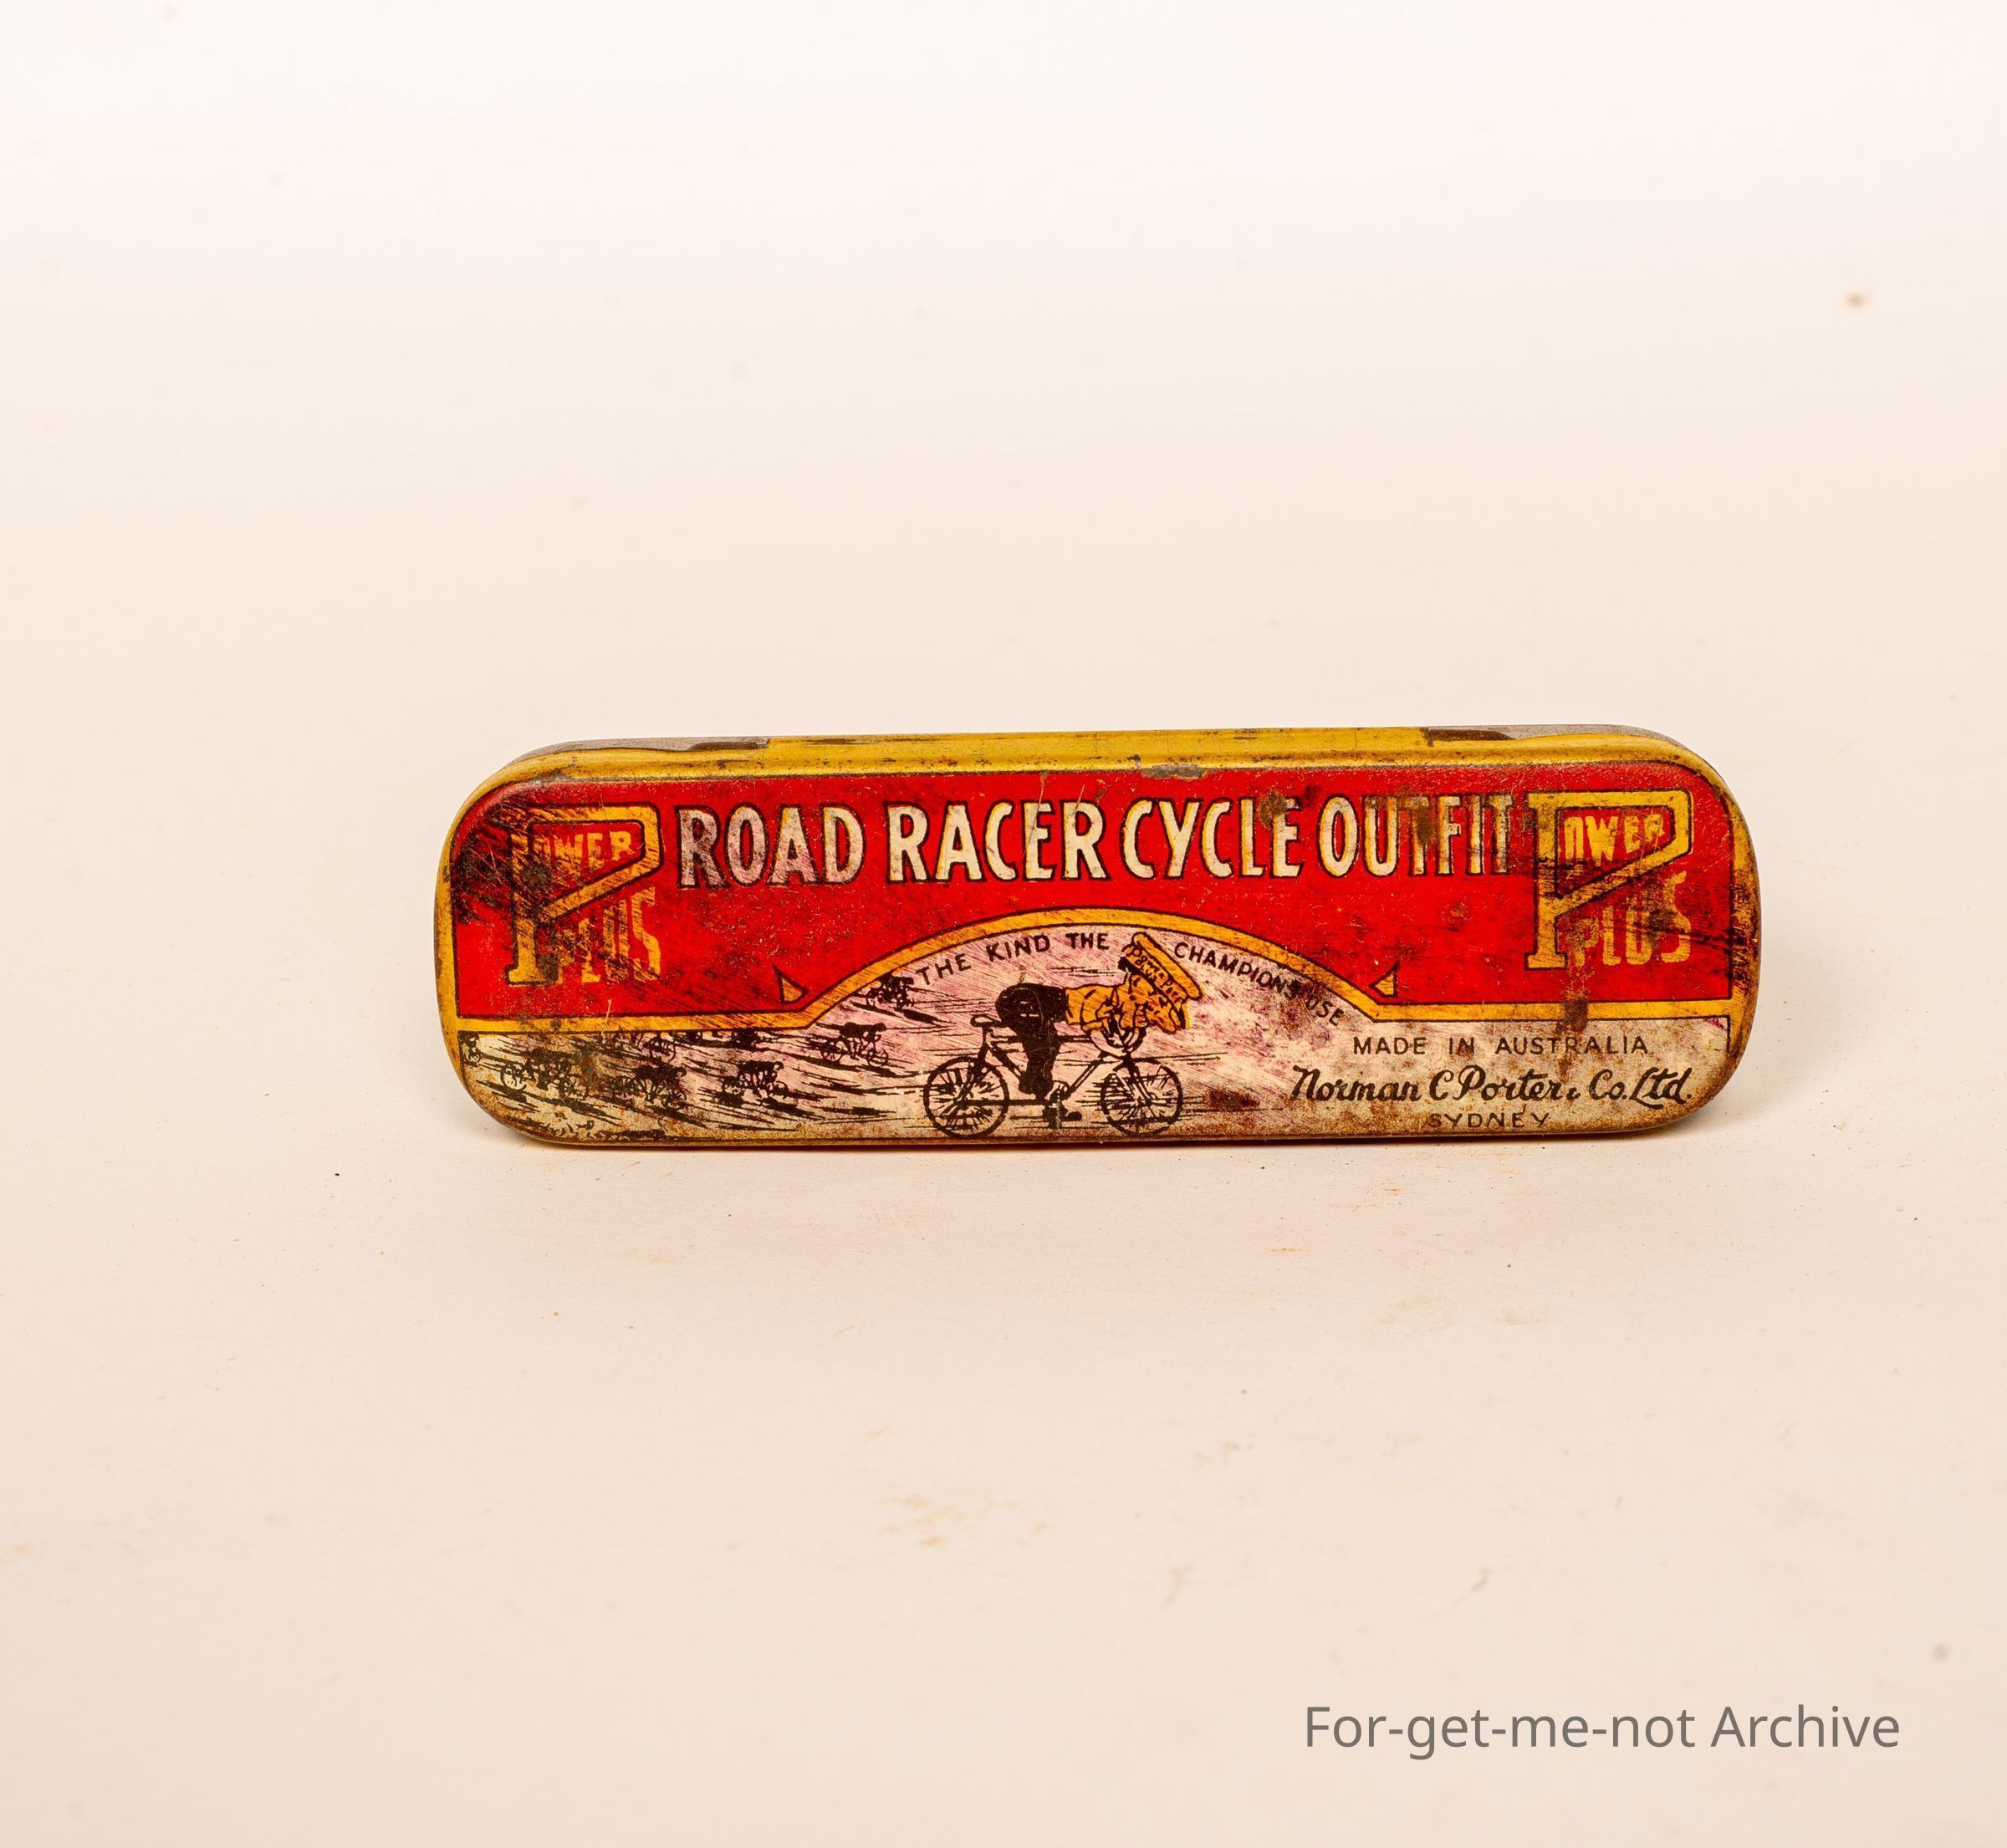 POWER PLUS
ROAD RACER CYCLE OUTFIT
POWER PLUS
THE KIND THE CHAMPIONS USE
MADE IN AUSTRALIA
Norman C. Porter & Co. Ltd.
SYDNEY
For-get-me-not Archive